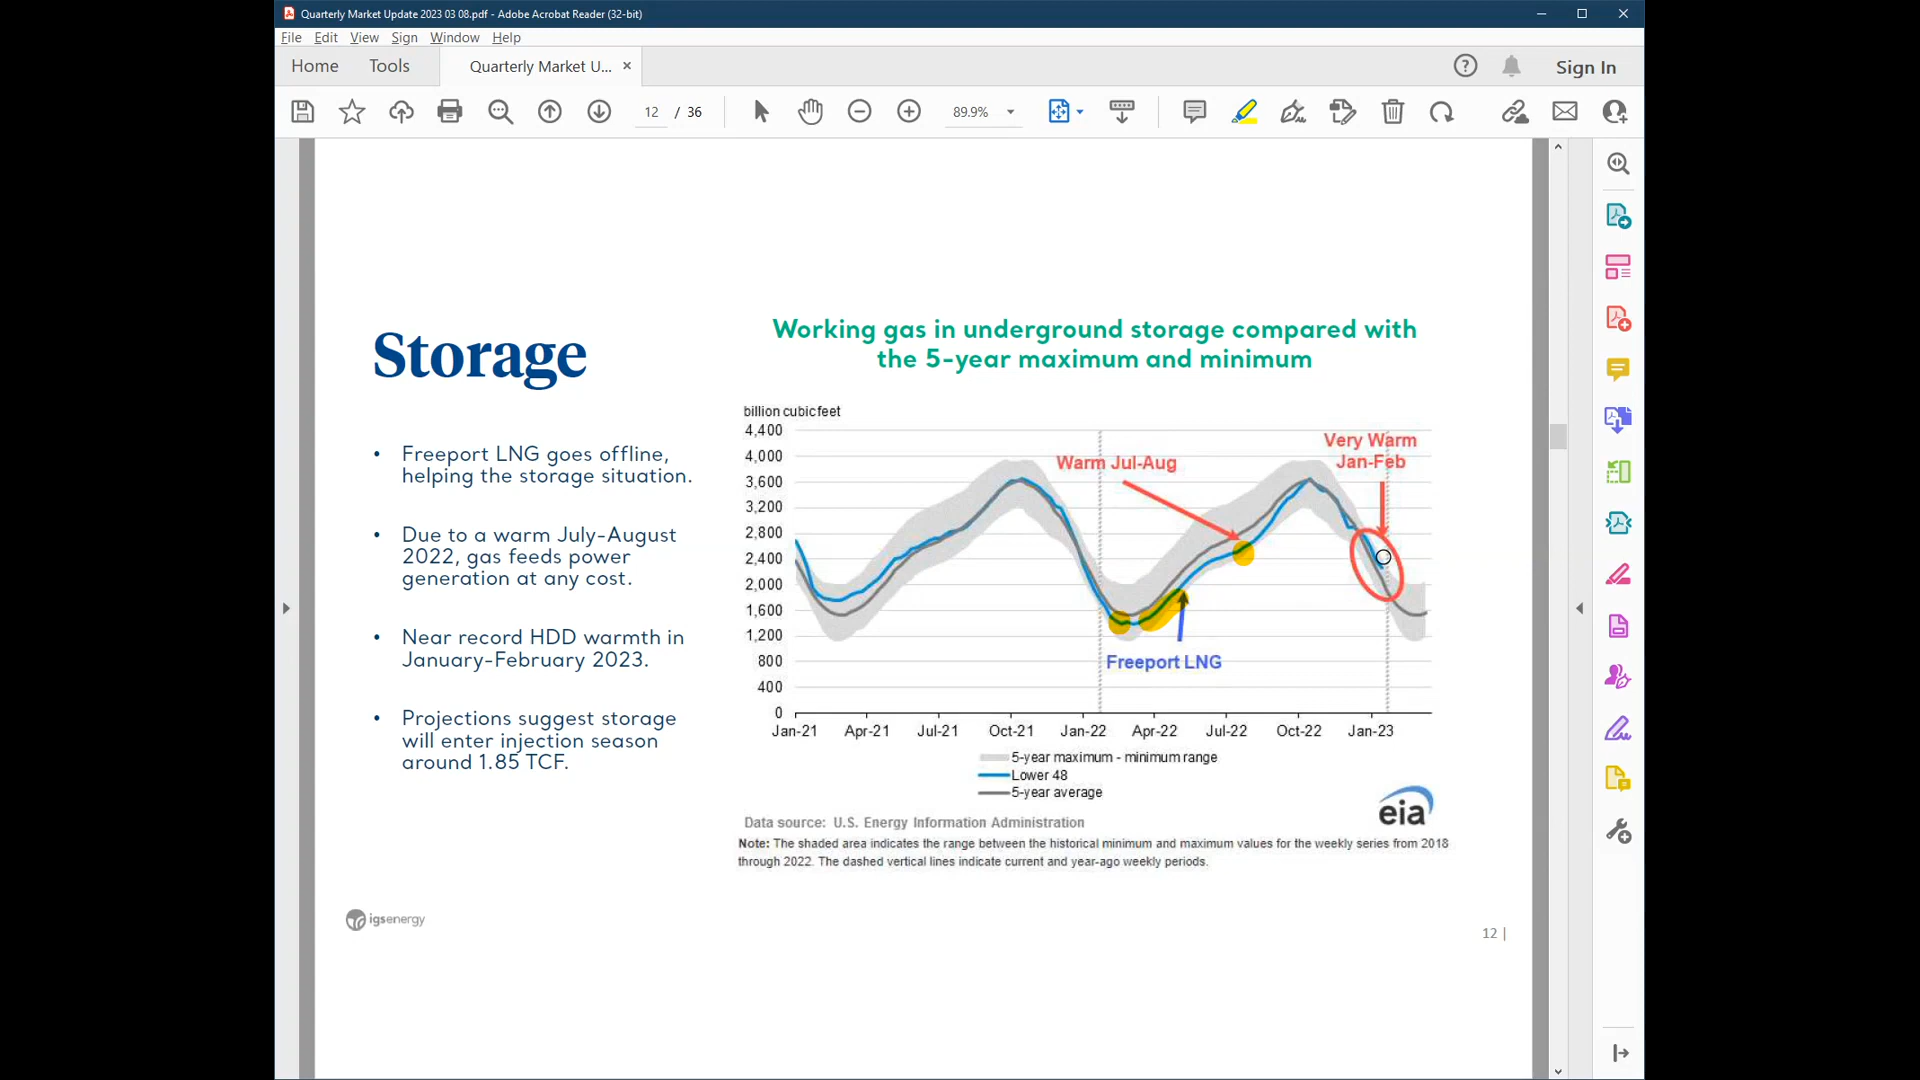 Quarterly Market Update 2023 03 08.pdf - Adobe Acrobat Reader (32-bit)
File Edit View Sign Window Help
Home Tools Quarterly Market U... × Sign In
12 / 36 89.9%
Storage
• Freeport LNG goes offline,
helping the storage situation.
• Due to a warm July-August
2022, gas feeds power
generation at any cost.
• Near record HDD warmth in
January-February 2023.
• Projections suggest storage
will enter injection season
around 1.85 TCF.
Working gas in underground storage compared with
the 5-year maximum and minimum
billion cubic feet
4,400
4,000
3,600
3,200
2,800
2,400
2,000
1,600
1,200
800
400
0
Warm Jul-Aug
Very Warm
Jan-Feb
Freeport LNG
Jan-21 Apr-21 Jul-21 Oct-21 Jan-22 Apr-22 Jul-22 Oct-22 Jan-23
5-year maximum - minimum range
Lower 48
5-year average
eia
Data source: U.S. Energy Information Administration
Note: The shaded area indicates the range between the historical minimum and maximum values for the weekly series from 2018
through 2022. The dashed vertical lines indicate current and year-ago weekly periods.
igsenergy
12 |